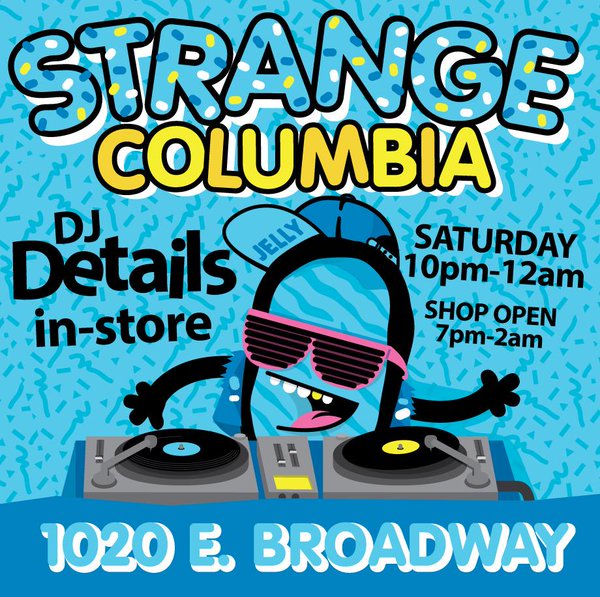 STRANGE
COLUMBIA
DJ
Details
in-store
JELLY
SATURDAY
10pm-12am
SHOP OPEN
7pm-2am
1020 E. BROADWAY